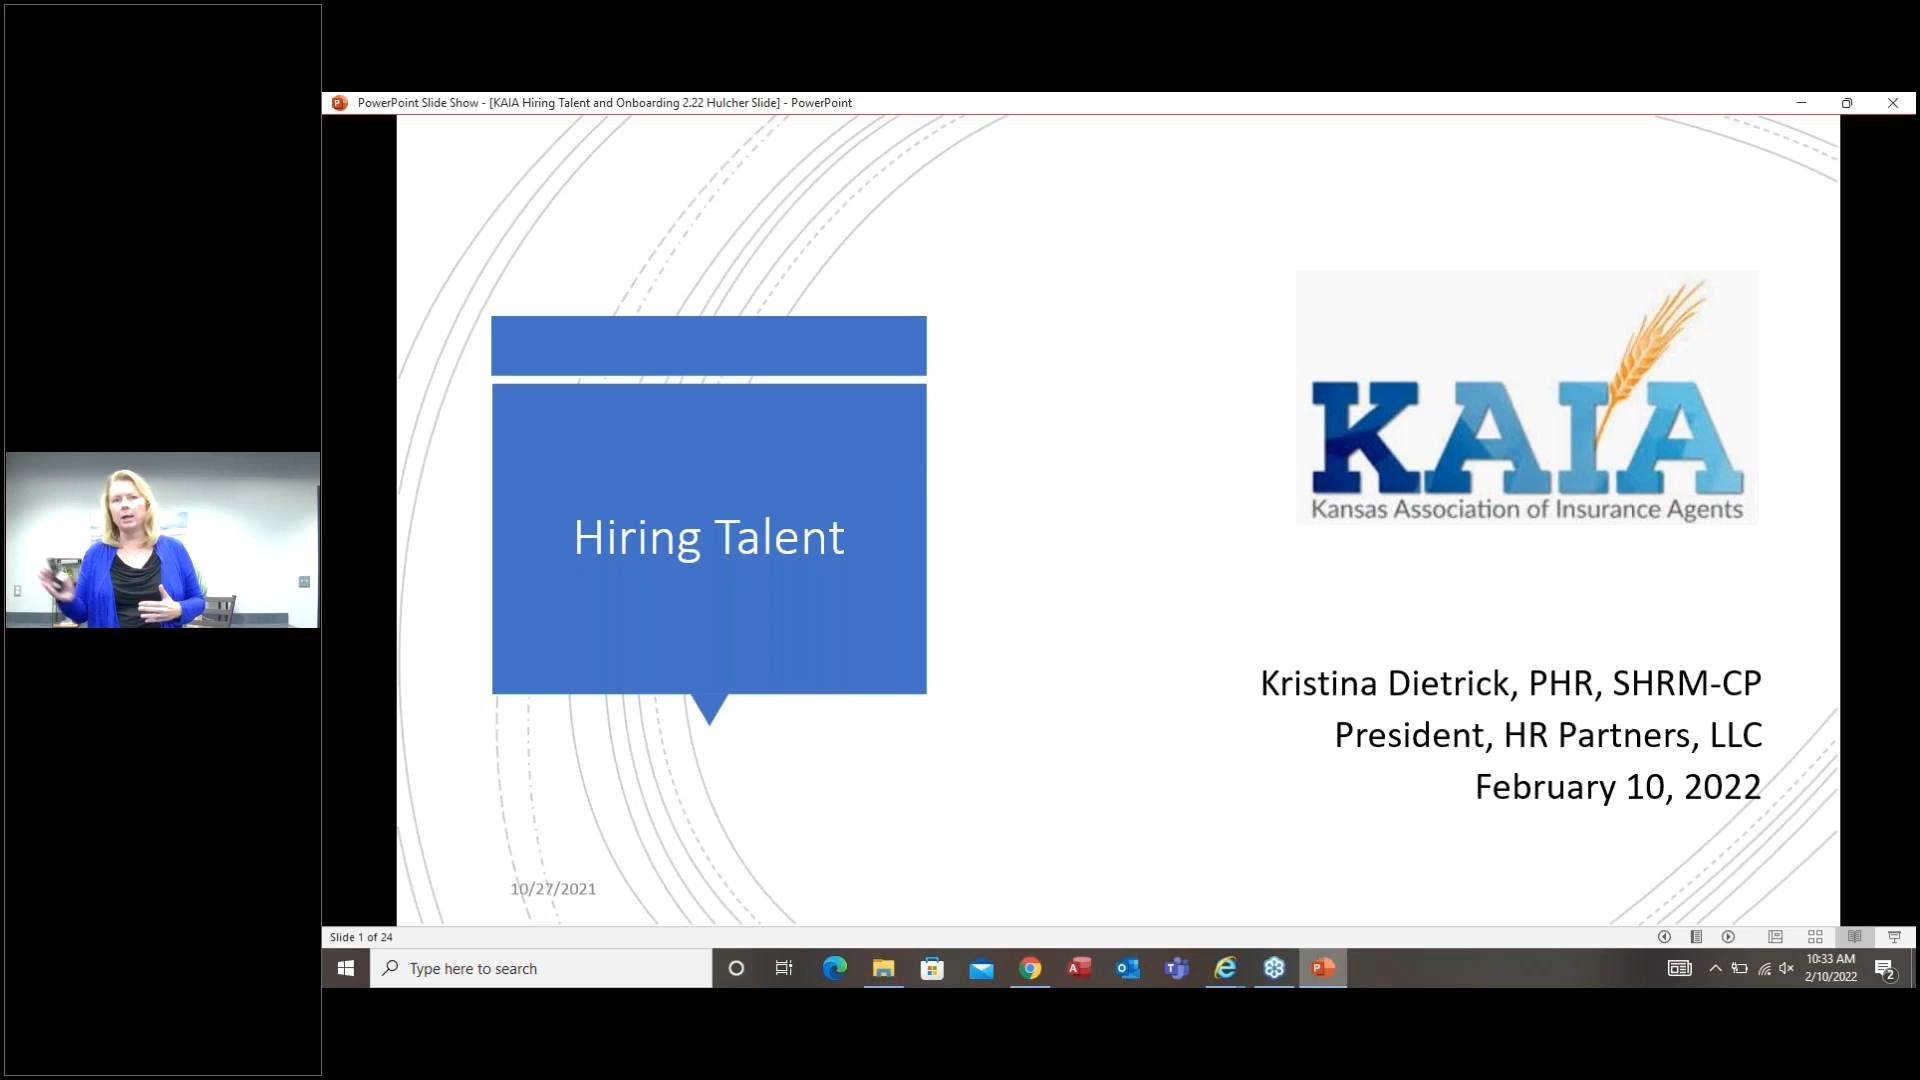 PowerPoint Slide Show - [KAIA Hiring Talent and Onboarding 2.22 Hulcher Slide] - PowerPoint
KAIA
Kansas Association of Insurance Agents
Hiring Talent
Kristina Dietrick, PHR, SHRM-CP
President, HR Partners, LLC
February 10, 2022
10/27/2021
Slide 1 of 24
Type here to search
10:33 AM
2/10/2022
2